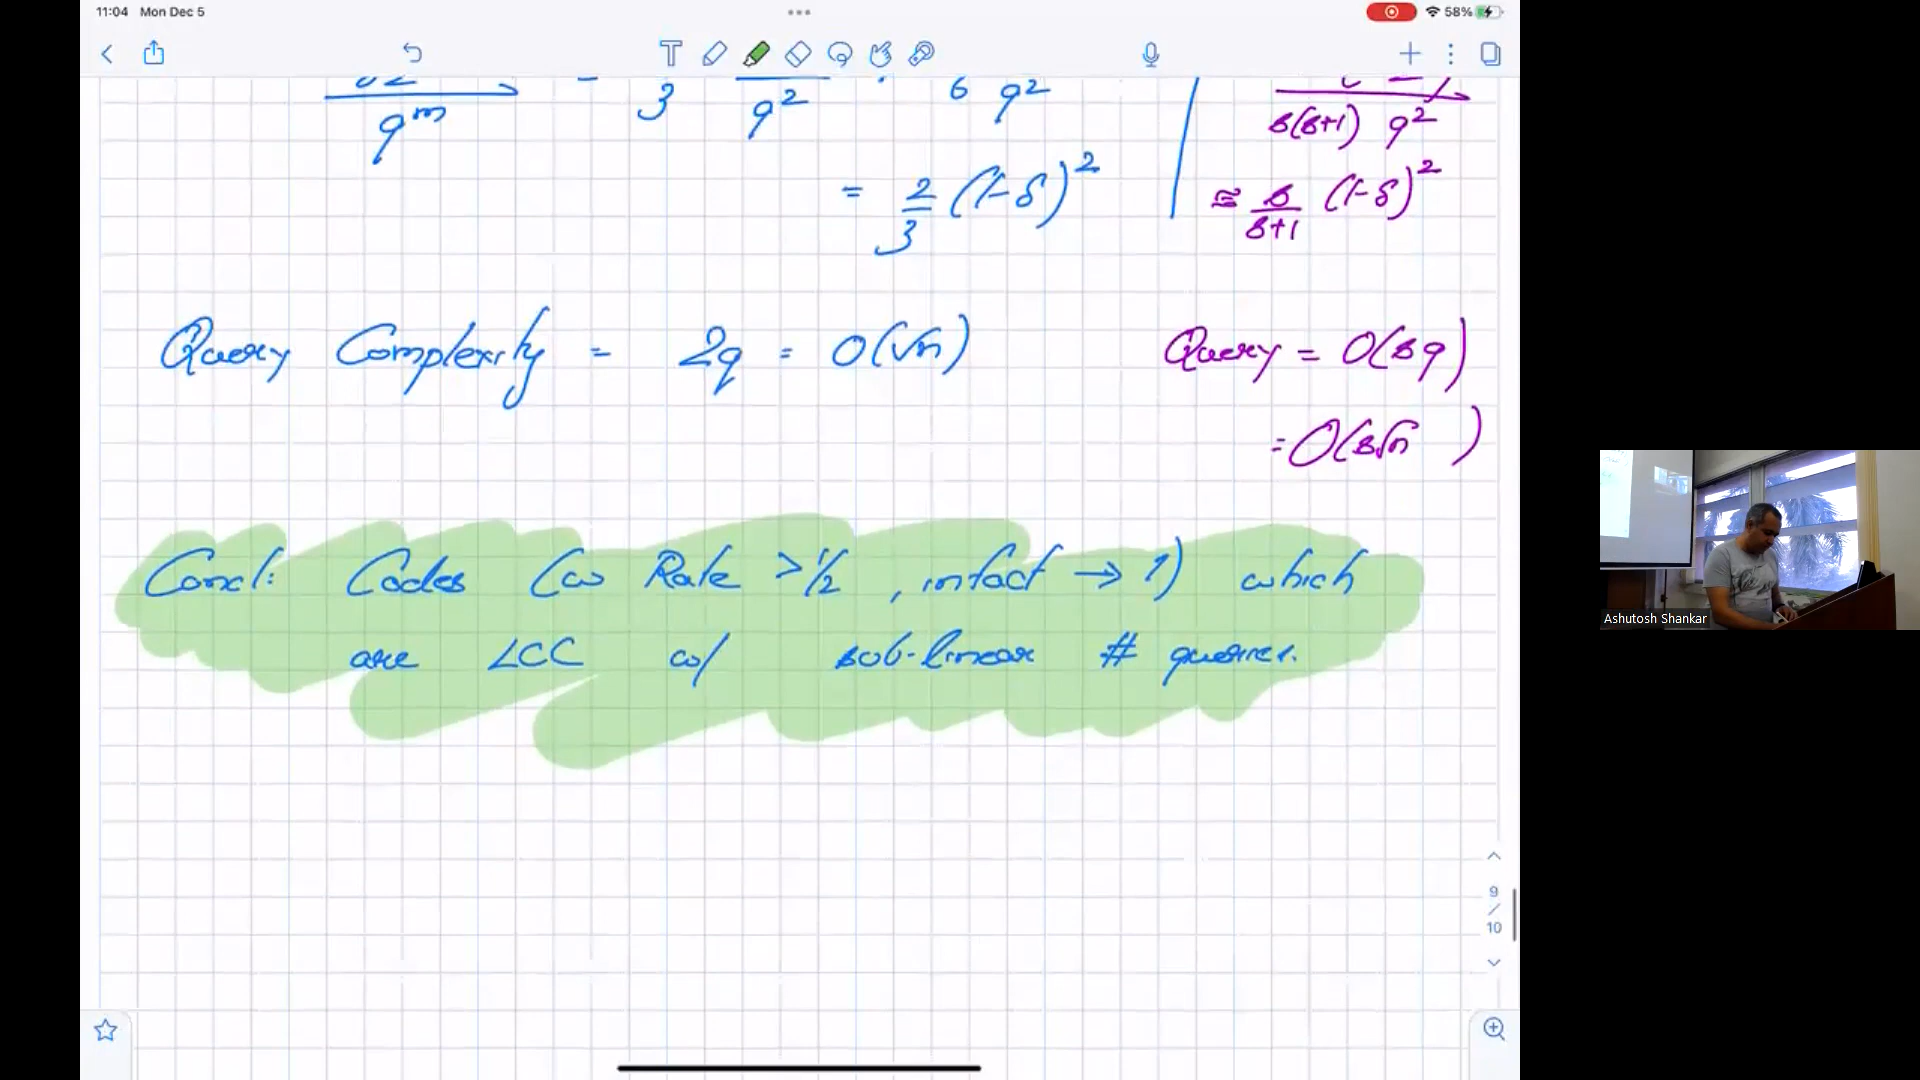 11:04 Mon Dec 5
58%
q^m
3 q^2 6 q^2
s(s+1) q^2
= 2/3 (1-δ)^2
≅ s/s+1 (1-δ)^2
Query Complexity = 2q = O(√n)
Query = O(sq)
= O(s√n )
Concl: Codes (w Rate > 1/2 , intact → 1) which
are LCC w/ sub-linear # queries.
Ashutosh Shankar
9
/
10